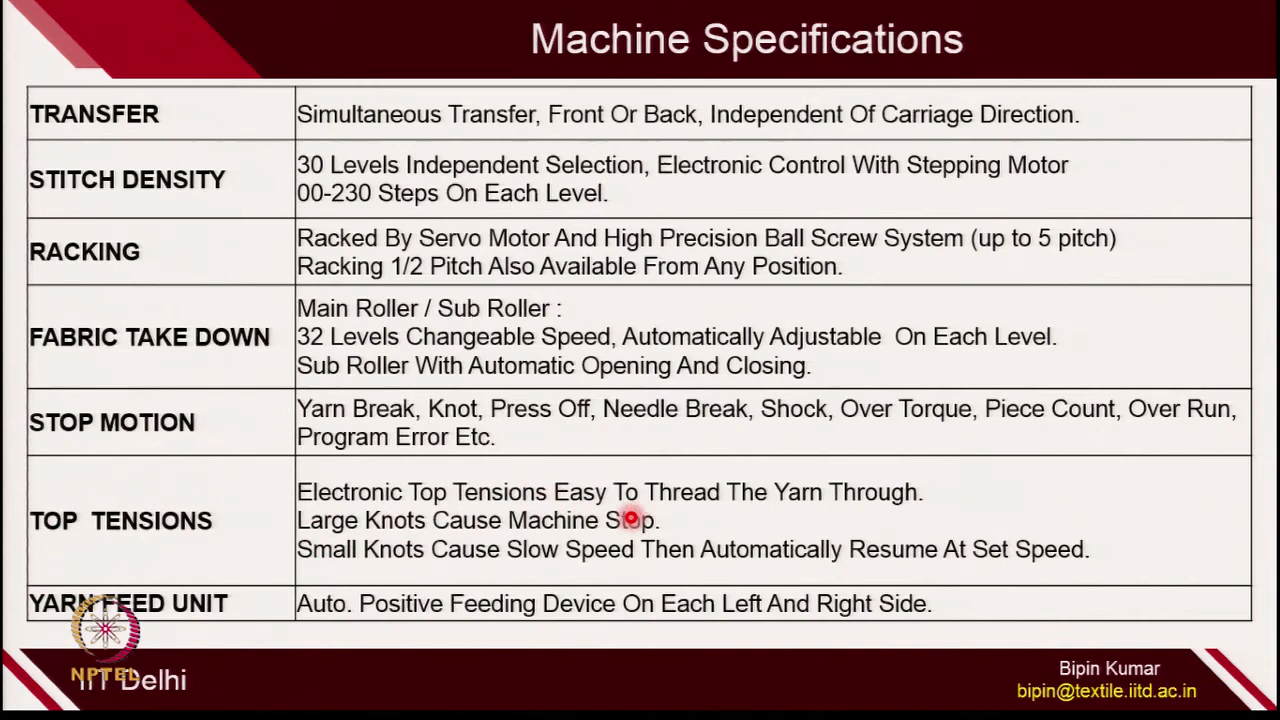 Machine Specifications
TRANSFER
Simultaneous Transfer, Front Or Back, Independent Of Carriage Direction.
STITCH DENSITY
30 Levels Independent Selection, Electronic Control With Stepping Motor
00-230 Steps On Each Level.
RACKING
Racked By Servo Motor And High Precision Ball Screw System (up to 5 pitch)
Racking 1/2 Pitch Also Available From Any Position.
FABRIC TAKE DOWN
Main Roller / Sub Roller :
32 Levels Changeable Speed, Automatically Adjustable On Each Level.
Sub Roller With Automatic Opening And Closing.
STOP MOTION
Yarn Break, Knot, Press Off, Needle Break, Shock, Over Torque, Piece Count, Over Run,
Program Error Etc.
TOP TENSIONS
Electronic Top Tensions Easy To Thread The Yarn Through.
Large Knots Cause Machine Stop.
Small Knots Cause Slow Speed Then Automatically Resume At Set Speed.
YARN FEED UNIT
Auto. Positive Feeding Device On Each Left And Right Side.
NPTEL
IIT Delhi
Bipin Kumar
bipin@textile.iitd.ac.in